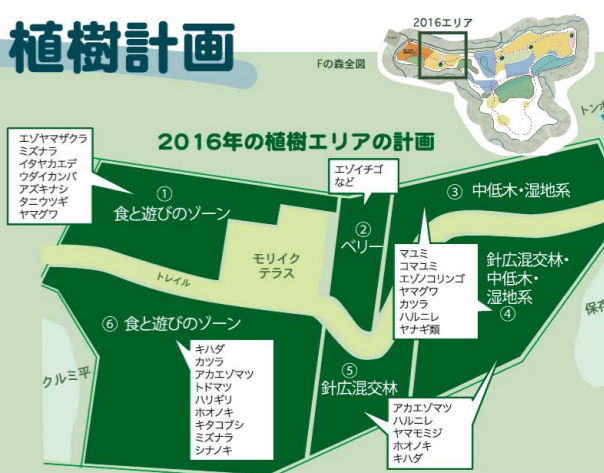 植樹計画
2016エリア
Fの森全図
2016年の植樹エリアの計画
エゾヤマザクラ
ミズナラ
イタヤカエデ
ウダイカンバ
アズキナシ
タニウツギ
ヤマグワ
①
食と遊びのゾーン
エゾイチゴ
など
②
ベリー
③ 中低木・湿地系
モリイク
テラス
トレイル
マユミ
コマユミ
エゾノコリンゴ
ヤマグワ
カツラ
ハルニレ
ヤナギ類
針広混交林・
中低木・
湿地系
④
⑥ 食と遊びのゾーン
キハダ
カツラ
アカエゾマツ
トドマツ
ハリギリ
ホオノキ
キタコブシ
ミズナラ
シナノキ
⑤
針広混交林
アカエゾマツ
ハルニレ
ヤマモミジ
ホオノキ
キハダ
クルミ平
トンボ
保存